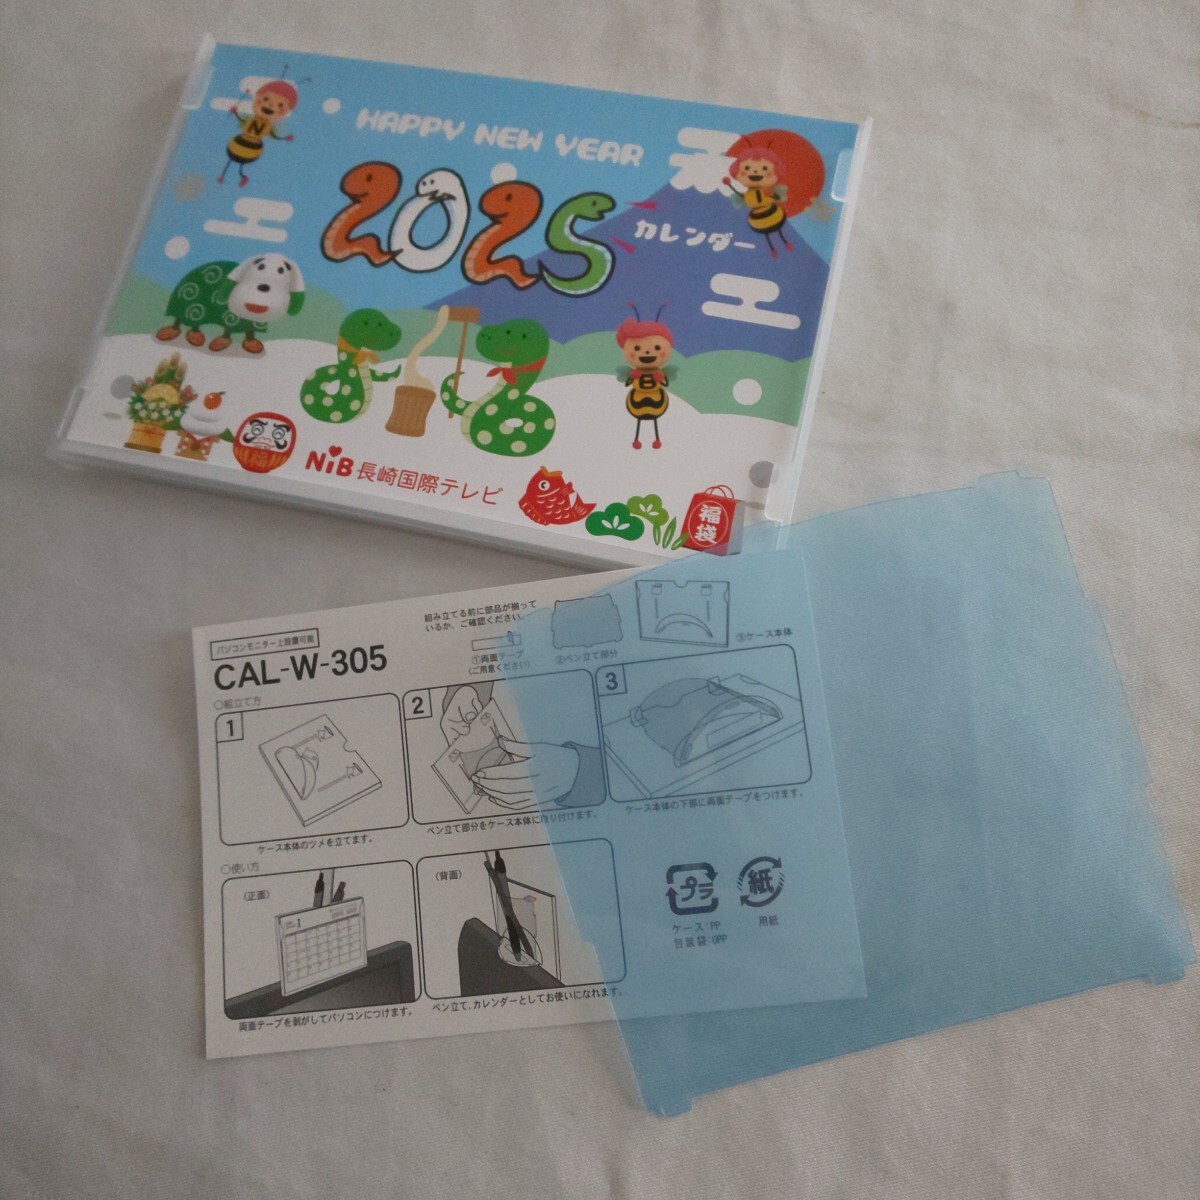 HAPPY NEW YEAR
2025
カレンダー
N
I
B
NiB 長崎国際テレビ
福
福袋
パソコンモニター上設置可能
CAL-W-305
組み立てる前に部品が揃って
いるか、ご確認ください。
①両面テープ
(ご用意ください)
②ペン立て部分
③ケース本体
○組立て方
1
ケース本体のツメを立てます。
2
ペン立て部分をケース本体に取り付けます。
3
ケース本体の下部に両面テープをつけます。
○使い方
(正面)
1
両面テープを剥がしてパソコンにつけます。
(背面)
ペン立て、カレンダーとしてお使いになれます。
プラ
ケース:PP
包装袋:OPP
紙
用紙